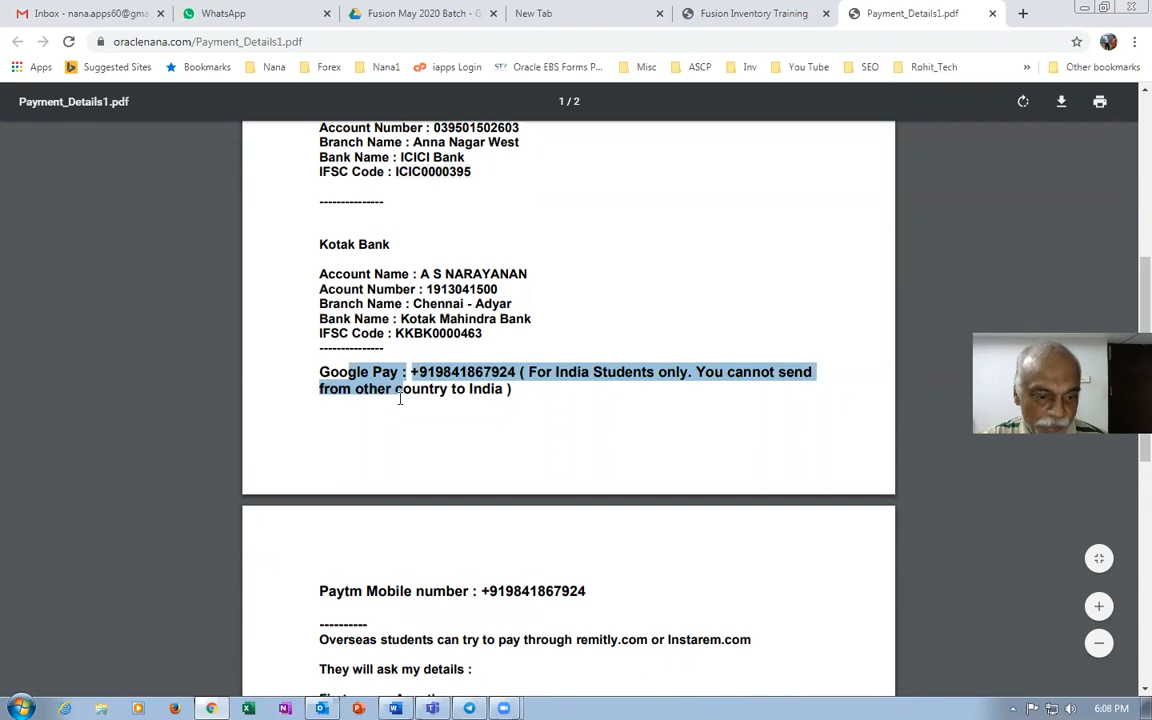 Inbox - nana.apps60@gma
WhatsApp
Fusion May 2020 Batch - G
New Tab
Fusion Inventory Training
Payment_Details1.pdf
oraclenana.com/Payment_Details1.pdf
Apps
Suggested Sites
Bookmarks
Nana
Forex
Nana1
iapps Login
Oracle EBS Forms P...
Misc
ASCP
Inv
You Tube
SEO
Rohit_Tech
»
Other bookmarks
Payment_Details1.pdf
1 / 2
Account Number : 039501502603
Branch Name : Anna Nagar West
Bank Name : ICICI Bank
IFSC Code : ICIC0000395
---------------
Kotak Bank
Account Name : A S NARAYANAN
Acount Number : 1913041500
Branch Name : Chennai - Adyar
Bank Name : Kotak Mahindra Bank
IFSC Code : KKBK0000463
---------------
Google Pay : +919841867924 ( For India Students only. You cannot send
from other country to India )
Paytm Mobile number : +919841867924
----------
Overseas students can try to pay through remitly.com or Instarem.com
They will ask my details :
6:08 PM